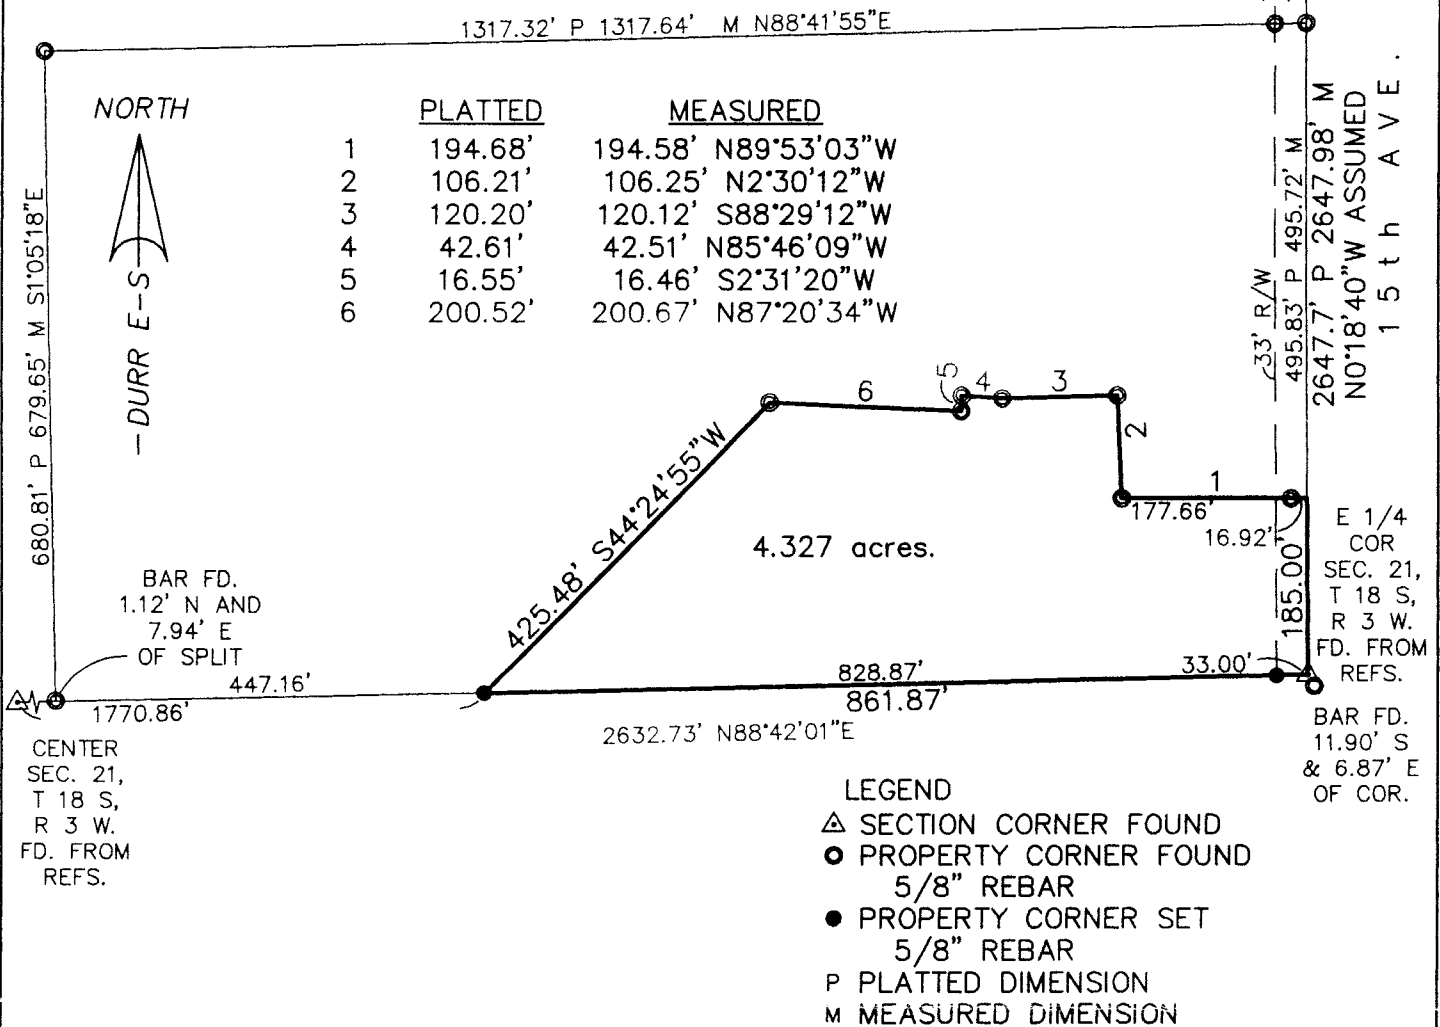 1317.32' P 1317.64' M N88°41'55"E
NORTH
PLATTED MEASURED
1 194.68' 194.58' N89°53'03"W
2 106.21' 106.25' N2°30'12"W
3 120.20' 120.12' S88°29'12"W
4 42.61' 42.51' N85°46'09"W
5 16.55' 16.46' S2°31'20"W
6 200.52' 200.67' N87°20'34"W
DURR E-S
680.81' P 679.65' M S1°05'18"E
33' R/W
495.83' P 495.72' M
2647.7' P 2647.98' M
N0°18'40"W ASSUMED
15th AVE.
6
5
4
3
2
1
177.66'
16.92'
185.00'
425.48' S44°24'55"W
4.327 acres.
E 1/4
COR
SEC. 21,
T 18 S,
R 3 W.
FD. FROM
REFS.
BAR FD.
1.12' N AND
7.94' E
OF SPLIT
447.16'
1770.86'
828.87'
861.87'
33.00'
2632.73' N88°42'01"E
CENTER
SEC. 21,
T 18 S,
R 3 W.
FD. FROM
REFS.
BAR FD.
11.90' S
& 6.87' E
OF COR.
LEGEND
SECTION CORNER FOUND
PROPERTY CORNER FOUND
5/8" REBAR
PROPERTY CORNER SET
5/8" REBAR
P PLATTED DIMENSION
M MEASURED DIMENSION